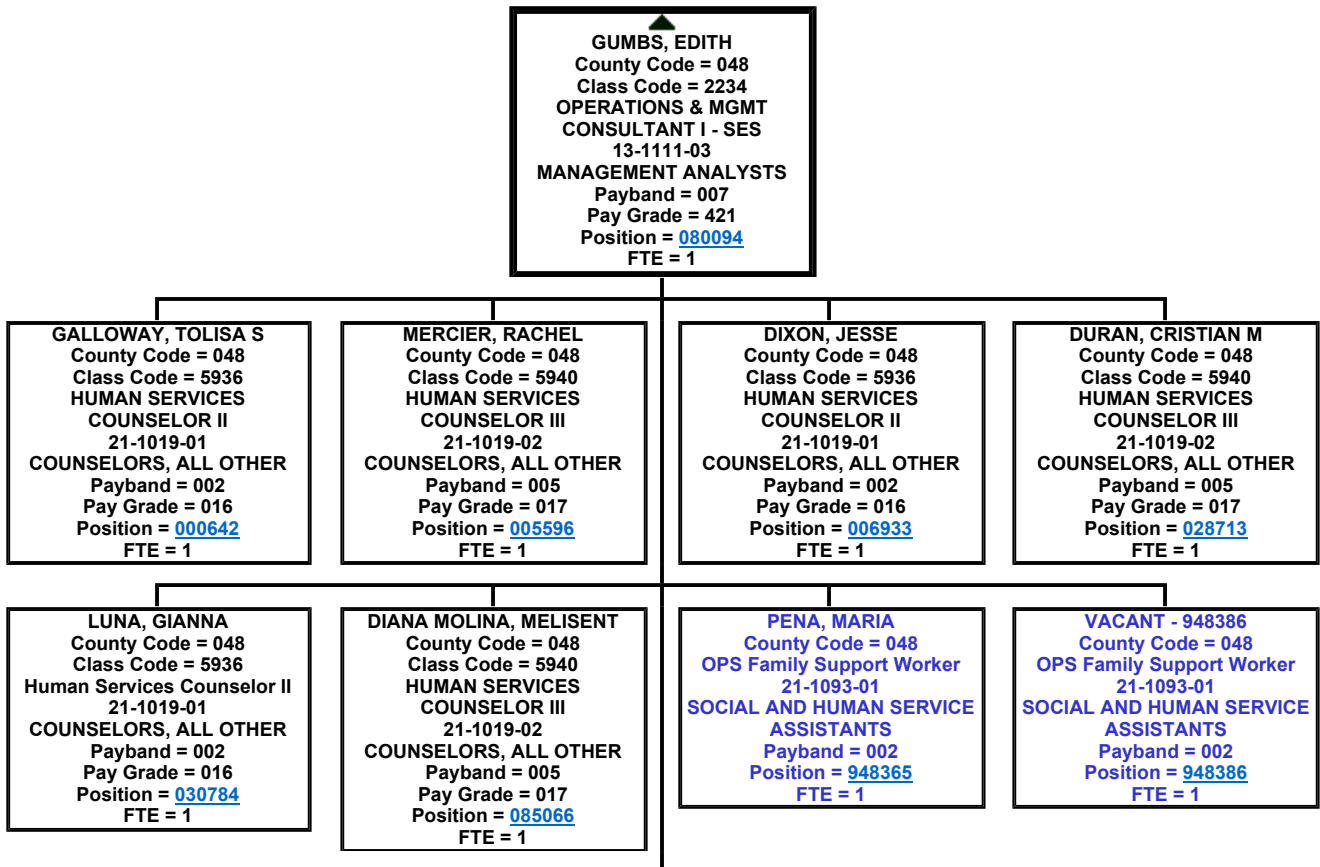 GUMBS, EDITH
County Code = 048
Class Code = 2234
OPERATIONS & MGMT
CONSULTANT I - SES
13-1111-03
MANAGEMENT ANALYSTS
Payband = 007
Pay Grade = 421
Position = 080094
FTE = 1
GALLOWAY, TOLISA S
County Code = 048
Class Code = 5936
HUMAN SERVICES
COUNSELOR II
21-1019-01
COUNSELORS, ALL OTHER
Payband = 002
Pay Grade = 016
Position = 000642
FTE = 1
MERCIER, RACHEL
County Code = 048
Class Code = 5940
HUMAN SERVICES
COUNSELOR III
21-1019-02
COUNSELORS, ALL OTHER
Payband = 005
Pay Grade = 017
Position = 005596
FTE = 1
DIXON, JESSE
County Code = 048
Class Code = 5936
HUMAN SERVICES
COUNSELOR II
21-1019-01
COUNSELORS, ALL OTHER
Payband = 002
Pay Grade = 016
Position = 006933
FTE = 1
DURAN, CRISTIAN M
County Code = 048
Class Code = 5940
HUMAN SERVICES
COUNSELOR III
21-1019-02
COUNSELORS, ALL OTHER
Payband = 005
Pay Grade = 017
Position = 028713
FTE = 1
LUNA, GIANNA
County Code = 048
Class Code = 5936
Human Services Counselor II
21-1019-01
COUNSELORS, ALL OTHER
Payband = 002
Pay Grade = 016
Position = 030784
FTE = 1
DIANA MOLINA, MELISENT
County Code = 048
Class Code = 5940
HUMAN SERVICES
COUNSELOR III
21-1019-02
COUNSELORS, ALL OTHER
Payband = 005
Pay Grade = 017
Position = 085066
FTE = 1
PENA, MARIA
County Code = 048
OPS Family Support Worker
21-1093-01
SOCIAL AND HUMAN SERVICE
ASSISTANTS
Payband = 002
Position = 948365
FTE = 1
VACANT - 948386
County Code = 048
OPS Family Support Worker
21-1093-01
SOCIAL AND HUMAN SERVICE
ASSISTANTS
Payband = 002
Position = 948386
FTE = 1